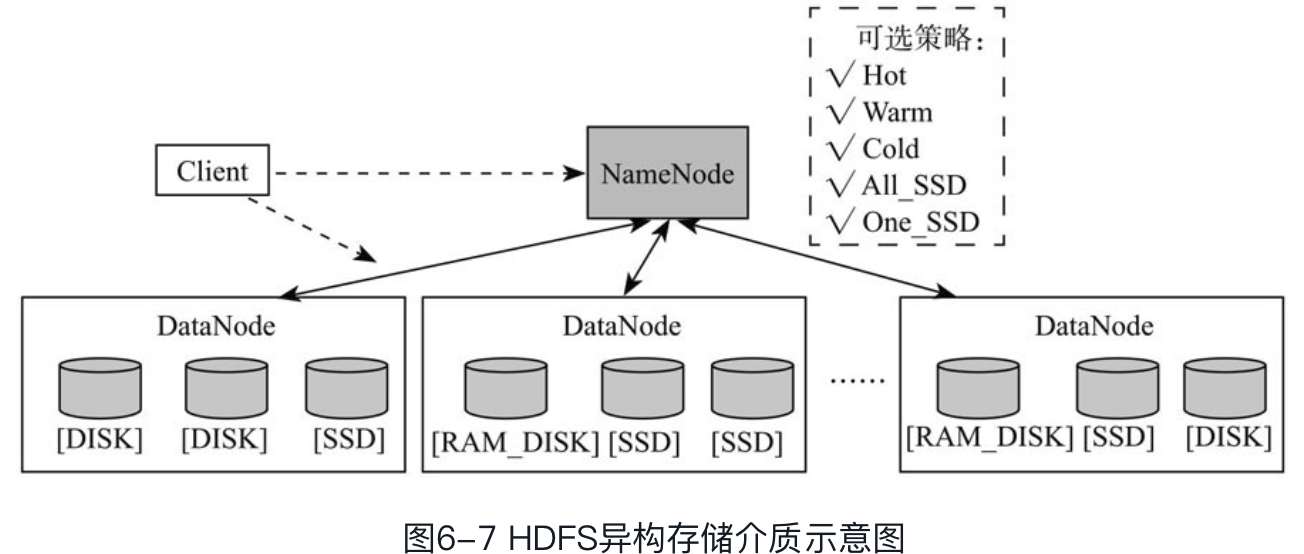 可选策略:
√ Hot
√ Warm
√ Cold
√ All_SSD
√ One_SSD
Client
NameNode
DataNode
[DISK] [DISK] [SSD]
DataNode
[RAM_DISK] [SSD] [SSD]
......
DataNode
[RAM_DISK] [SSD] [DISK]
图6-7 HDFS异构存储介质示意图